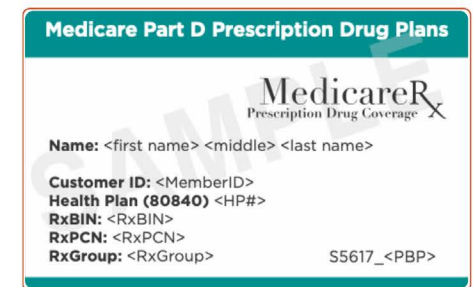 Medicare Part D Prescription Drug Plans
MedicareRx
Prescription Drug Coverage
Name: <first name> <middle> <last name>
Customer ID: <MemberID>
Health Plan (80840) <HP#>
RxBIN: <RxBIN>
RxPCN: <RxPCN>
RxGroup: <RxGroup> S5617_<PBP>
SAMPLE